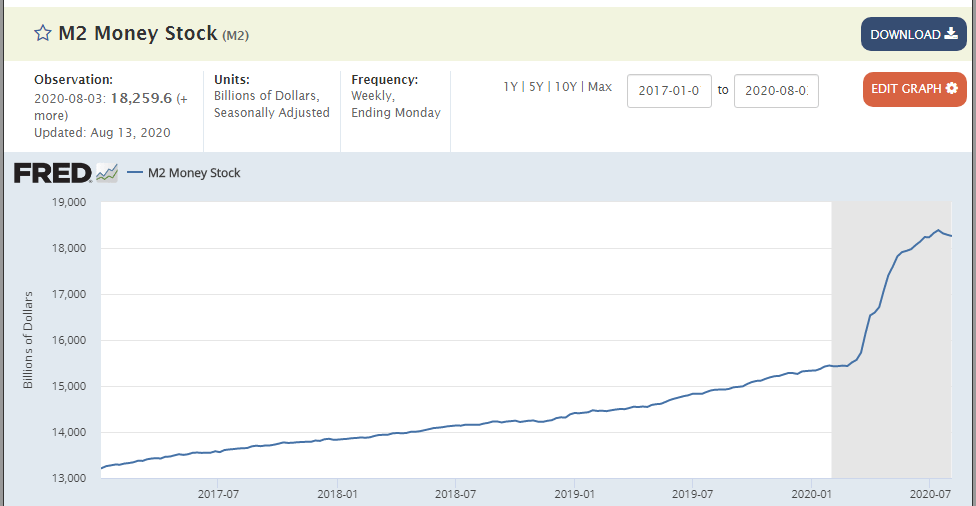 M2 Money Stock (M2)
DOWNLOAD
Observation:
2020-08-03: 18,259.6 (+
more)
Updated: Aug 13, 2020
Units:
Billions of Dollars,
Seasonally Adjusted
Frequency:
Weekly,
Ending Monday
1Y | 5Y | 10Y | Max
2017-01-0
to
2020-08-0
EDIT GRAPH
FRED
M2 Money Stock
Billions of Dollars
19,000
18,000
17,000
16,000
15,000
14,000
13,000
2017-07
2018-01
2018-07
2019-01
2019-07
2020-01
2020-07